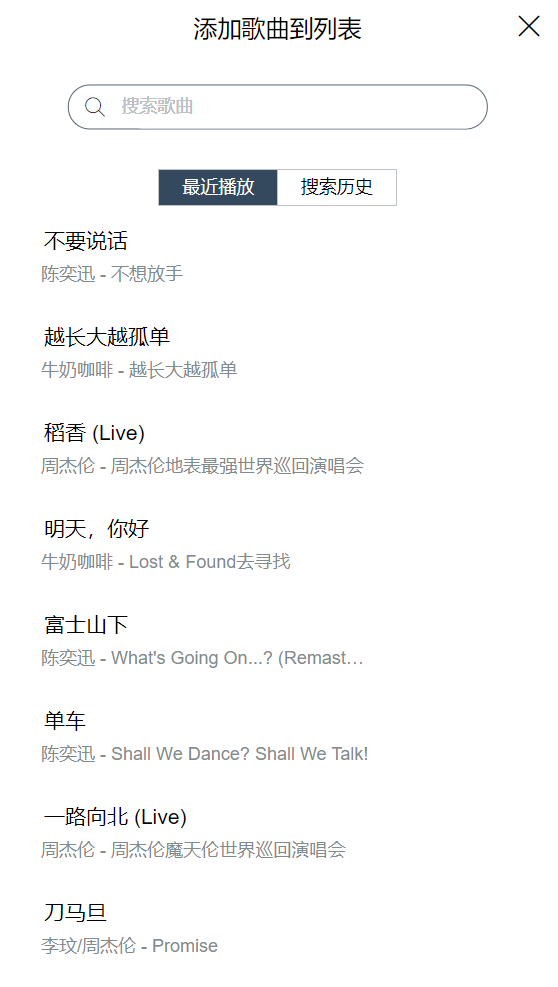 添加歌曲到列表
搜索歌曲
最近播放 搜索历史
不要说话
陈奕迅 - 不想放手
越长大越孤单
牛奶咖啡 - 越长大越孤单
稻香 (Live)
周杰伦 - 周杰伦地表最强世界巡回演唱会
明天，你好
牛奶咖啡 - Lost & Found去寻找
富士山下
陈奕迅 - What's Going On...? (Remast…
单车
陈奕迅 - Shall We Dance? Shall We Talk!
一路向北 (Live)
周杰伦 - 周杰伦魔天伦世界巡回演唱会
刀马旦
李玟/周杰伦 - Promise